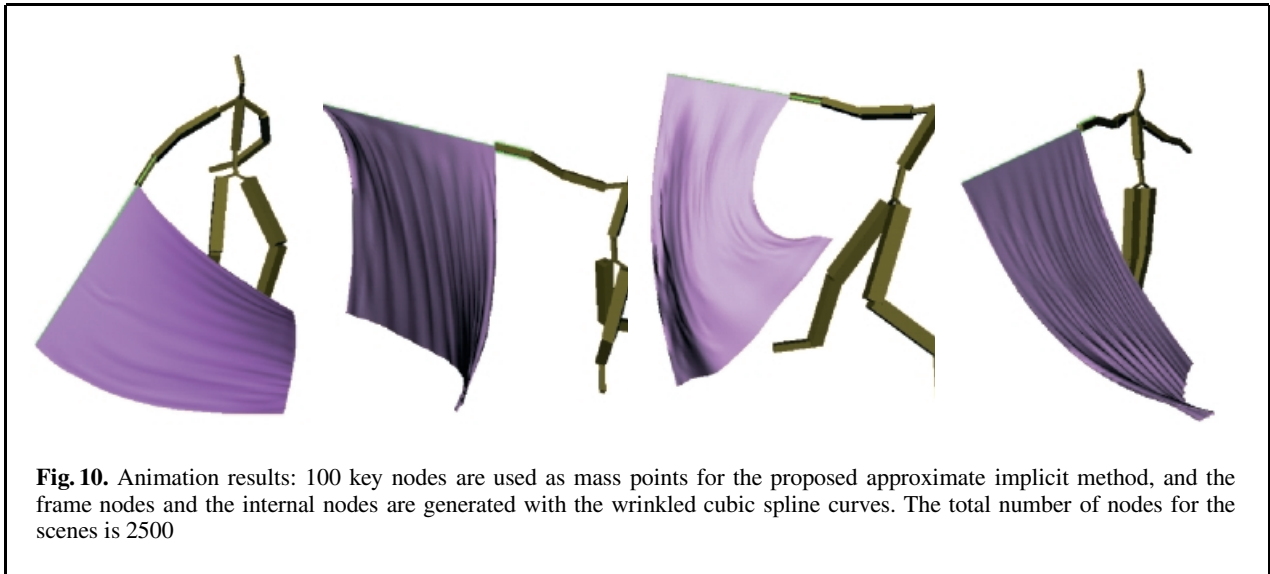 Fig. 10. Animation results: 100 key nodes are used as mass points for the proposed approximate implicit method, and the
frame nodes and the internal nodes are generated with the wrinkled cubic spline curves. The total number of nodes for the
scenes is 2500